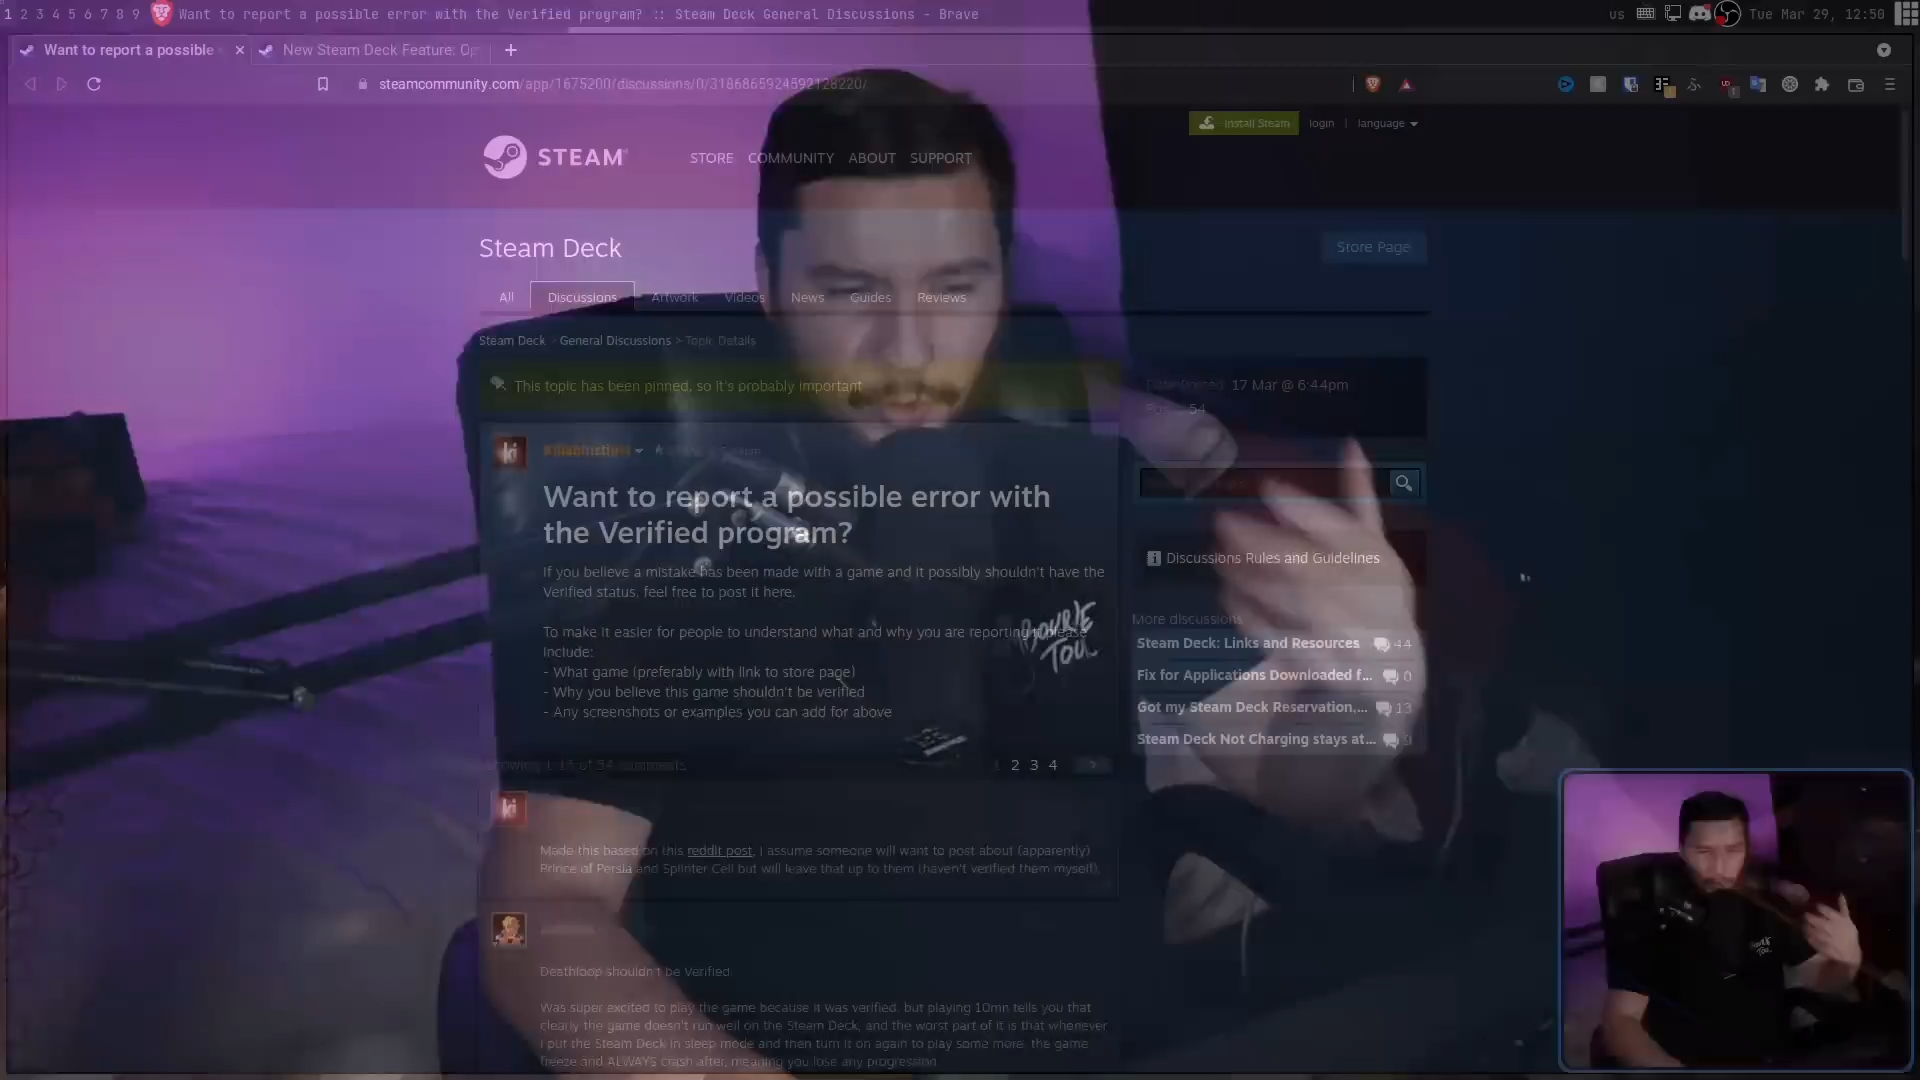 1 2 3 4 5 6 7 8 9 Want to report a possible error with the Verified program? :: Steam Deck General Discussions - Brave
us Tue Mar 29, 12:50
Want to report a possible
New Steam Deck Feature: Op
steamcommunity.com/app/1675200/discussions/0/3186865924592128220/
Install Steam login | language
STEAM STORE COMMUNITY ABOUT SUPPORT
Steam Deck
Store Page
All Discussions Artwork Videos News Guides Reviews
Steam Deck > General Discussions > Topic Details
This topic has been pinned, so it's probably important
17 Mar @ 6:44pm
54
Want to report a possible error with
the Verified program?
If you believe a mistake has been made with a game and it possibly shouldn't have the
Verified status, feel free to post it here.
To make it easier for people to understand what and why you are reporting it please
include:
- What game (preferably with link to store page)
- Why you believe this game shouldn't be verified
- Any screenshots or examples you can add for above
Discussions Rules and Guidelines
More discussions
Steam Deck: Links and Resources 44
Fix for Applications Downloaded f... 0
Got my Steam Deck Reservation,... 13
Steam Deck Not Charging stays at...
Showing 1-15 of 54 comments
2 3 4 >
ki
Made this based on this reddit post, I assume someone will want to post about (apparently)
Prince of Persia and Splinter Cell but will leave that up to them (haven't verified them myself).
Deathloop shouldn't be Verified.
Was super excited to play the game because it was verified, but playing 10mn tells you that
clearly the game doesn't run well on the Steam Deck, and the worst part of it is that whenever
I put the Steam Deck in sleep mode and then turn it on again to play some more, the game
freeze and ALWAYS crash after, meaning you lose any progression